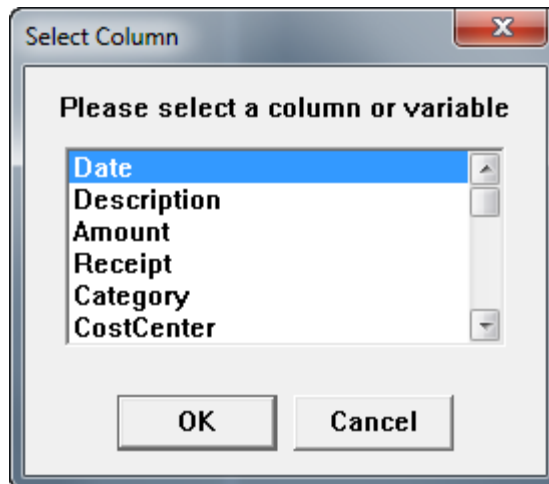 Select Column
Please select a column or variable
Date
Description
Amount
Receipt
Category
CostCenter
OK Cancel